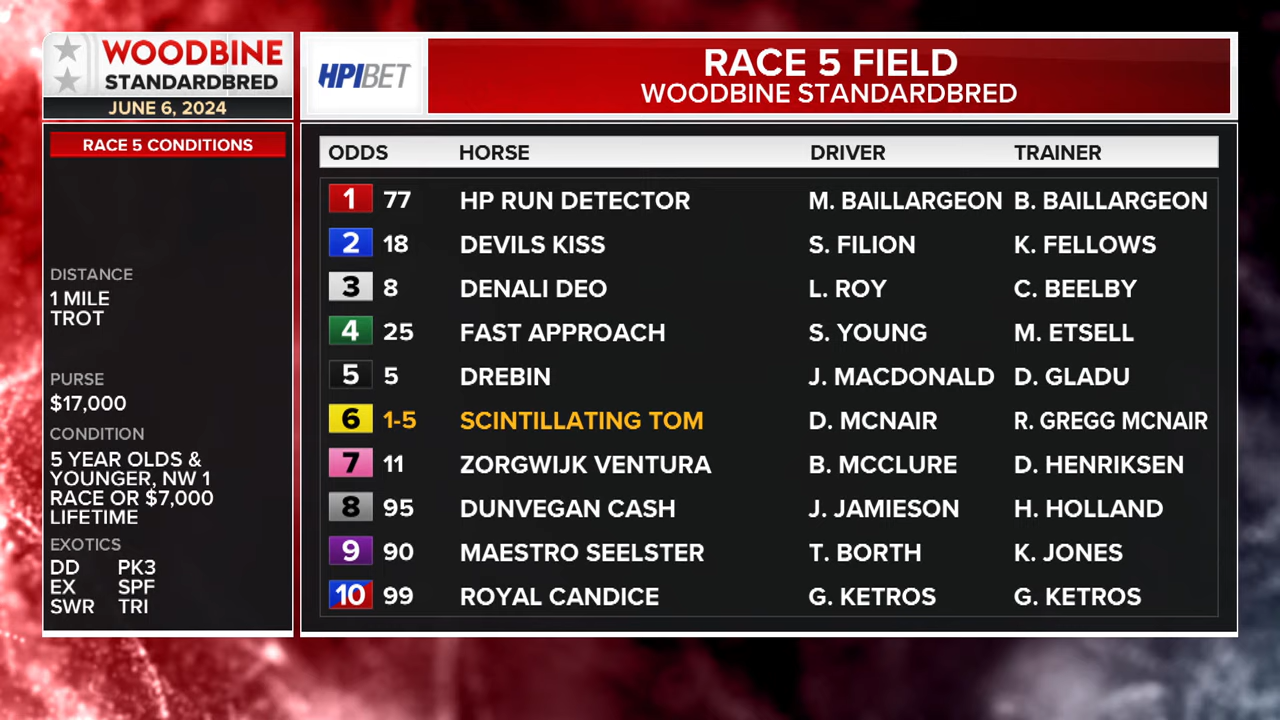 WOODBINE
STANDARDBRED
JUNE 6, 2024
RACE 5 CONDITIONS
DISTANCE
1 MILE
TROT
PURSE
$17,000
CONDITION
5 YEAR OLDS &
YOUNGER, NW 1
RACE OR $7,000
LIFETIME
EXOTICS
DD PK3
EX SPF
SWR TRI
HPIBET
RACE 5 FIELD
WOODBINE STANDARDBRED
ODDS HORSE DRIVER TRAINER
1 77 HP RUN DETECTOR M. BAILLARGEON B. BAILLARGEON
2 18 DEVILS KISS S. FILION K. FELLOWS
3 8 DENALI DEO L. ROY C. BEELBY
4 25 FAST APPROACH S. YOUNG M. ETSELL
5 5 DREBIN J. MACDONALD D. GLADU
6 1-5 SCINTILLATING TOM D. MCNAIR R. GREGG MCNAIR
7 11 ZORGWIJK VENTURA B. MCCLURE D. HENRIKSEN
8 95 DUNVEGAN CASH J. JAMIESON H. HOLLAND
9 90 MAESTRO SEELSTER T. BORTH K. JONES
10 99 ROYAL CANDICE G. KETROS G. KETROS